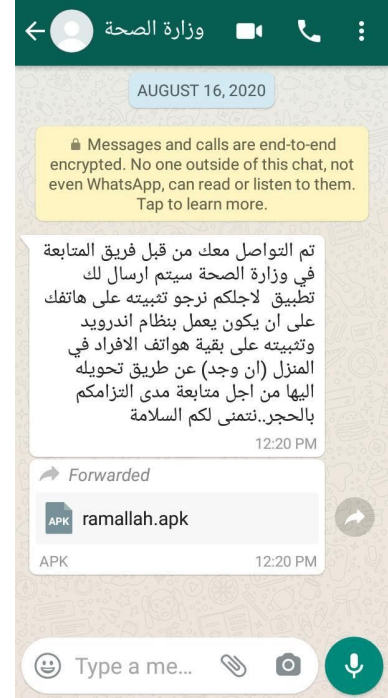 وزارة الصحة
AUGUST 16, 2020
Messages and calls are end-to-end
encrypted. No one outside of this chat, not
even WhatsApp, can read or listen to them.
Tap to learn more.
تم التواصل معك من قبل فريق المتابعة
في وزارة الصحة سيتم ارسال لك
تطبيق لاجلكم نرجو تثبيته على هاتفك
على ان يكون يعمل بنظام اندرويد
وتثبيته على بقية هواتف الافراد في
المنزل (ان وجد) عن طريق تحويله
اليها من اجل متابعة مدى التزامكم
بالحجر..نتمنى لكم السلامة
12:20 PM
Forwarded
APK
ramallah.apk
APK
12:20 PM
Type a me...